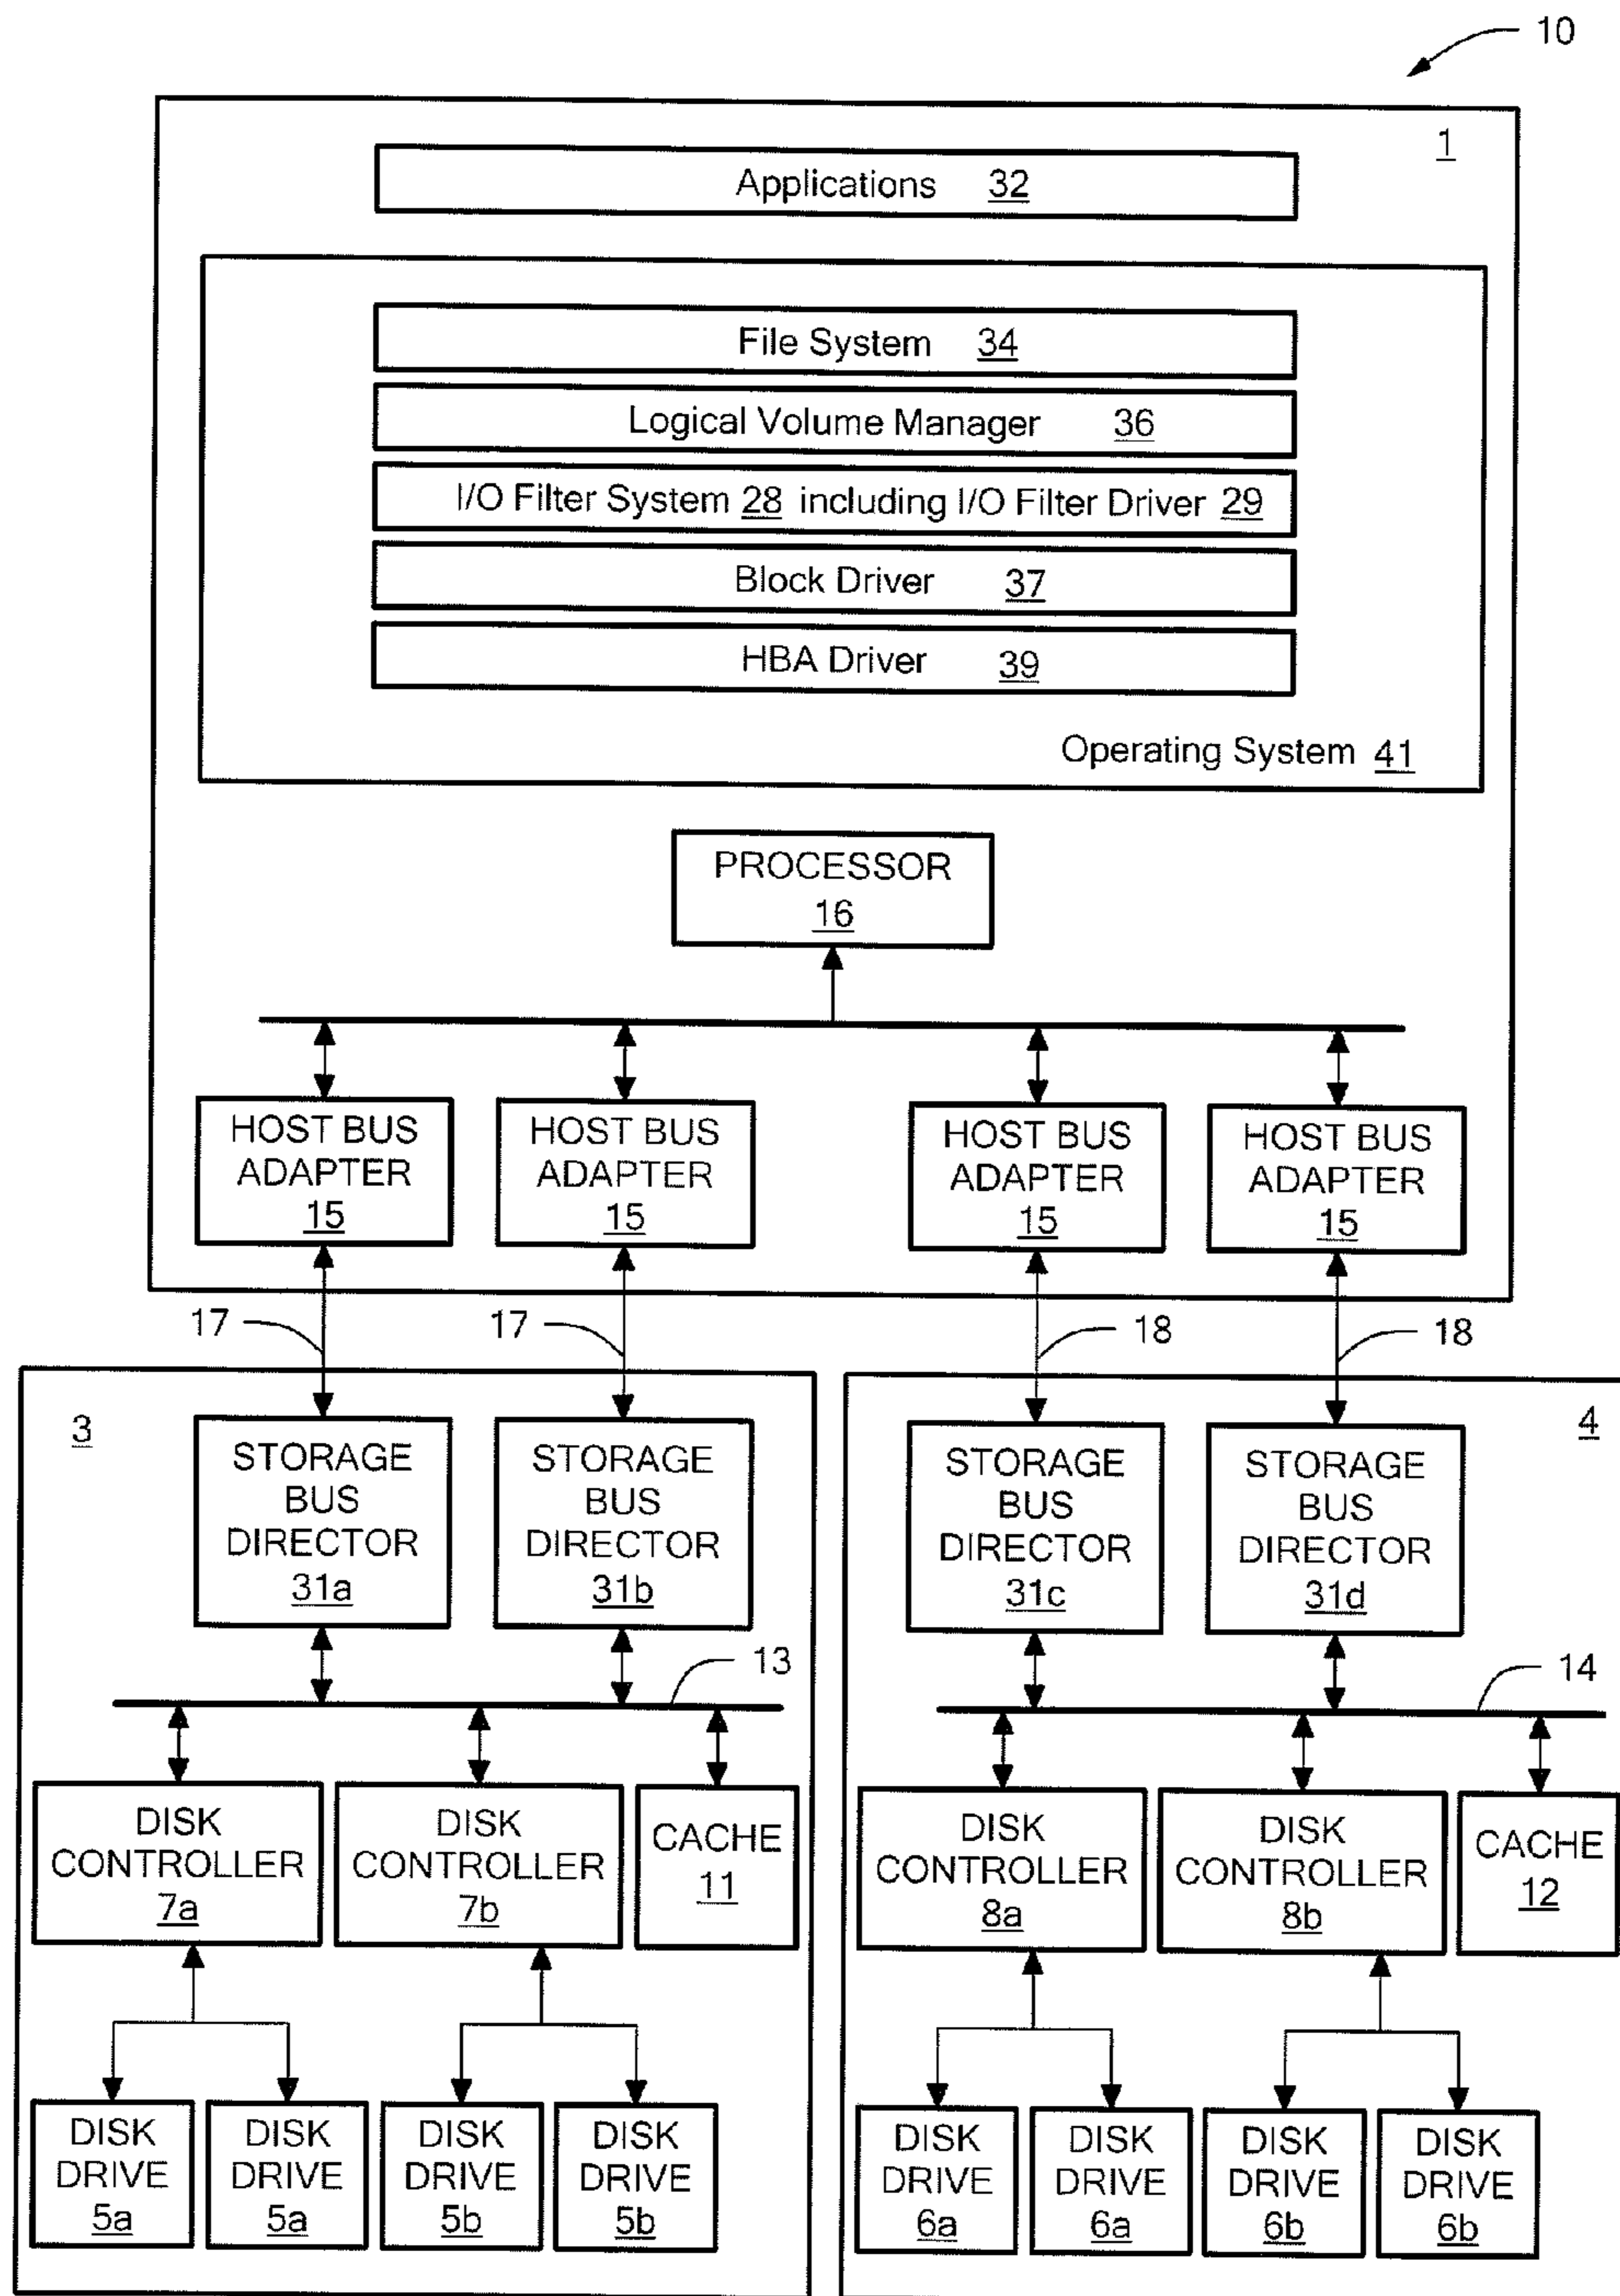 10
1
Applications 32
File System 34
Logical Volume Manager 36
I/O Filter System 28 including I/O Filter Driver 29
Block Driver 37
HBA Driver 39
Operating System 41
PROCESSOR
16
HOST BUS
ADAPTER
15
HOST BUS
ADAPTER
15
HOST BUS
ADAPTER
15
HOST BUS
ADAPTER
15
17
17
18
18
3
STORAGE
BUS
DIRECTOR
31a
STORAGE
BUS
DIRECTOR
31b
13
DISK
CONTROLLER
7a
DISK
CONTROLLER
7b
CACHE
11
DISK
DRIVE
5a
DISK
DRIVE
5a
DISK
DRIVE
5b
DISK
DRIVE
5b
4
STORAGE
BUS
DIRECTOR
31c
STORAGE
BUS
DIRECTOR
31d
14
DISK
CONTROLLER
8a
DISK
CONTROLLER
8b
CACHE
12
DISK
DRIVE
6a
DISK
DRIVE
6a
DISK
DRIVE
6b
DISK
DRIVE
6b